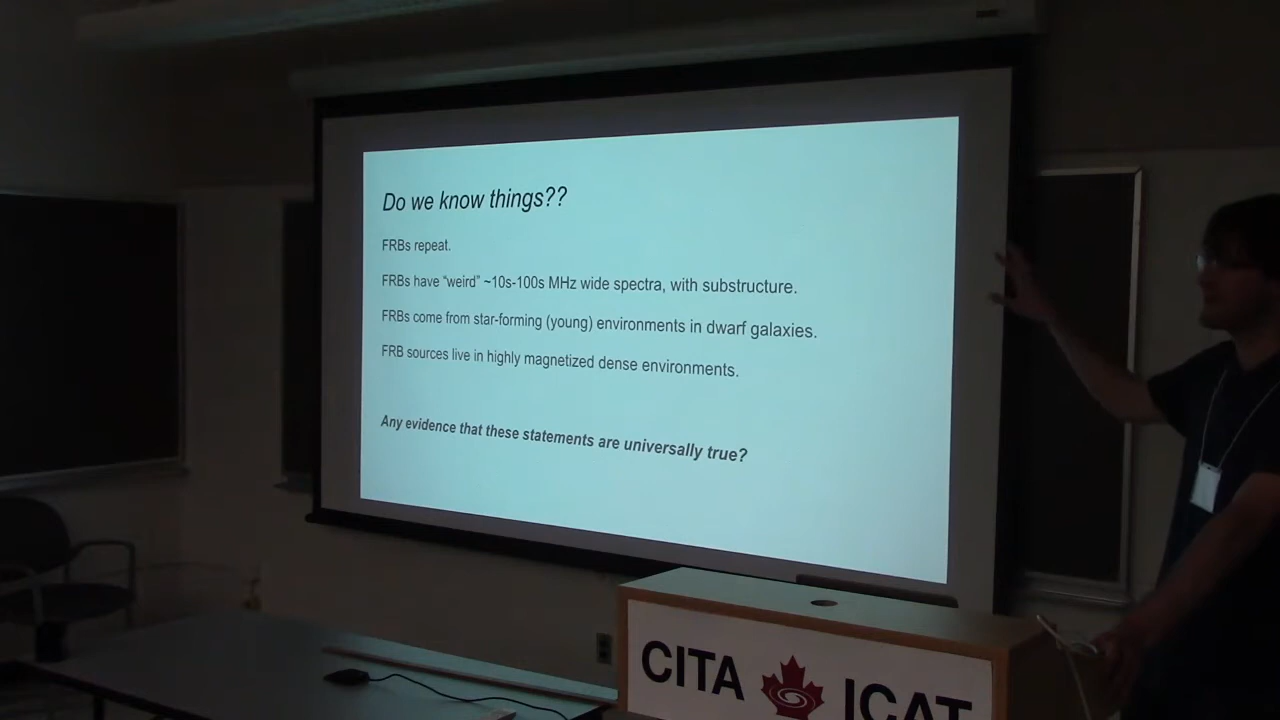 Do we know things??
FRBs repeat.
FRBs have “weird” ~10s-100s MHz wide spectra, with substructure.
FRBs come from star-forming (young) environments in dwarf galaxies.
FRB sources live in highly magnetized dense environments.
Any evidence that these statements are universally true?
CITA ICAT